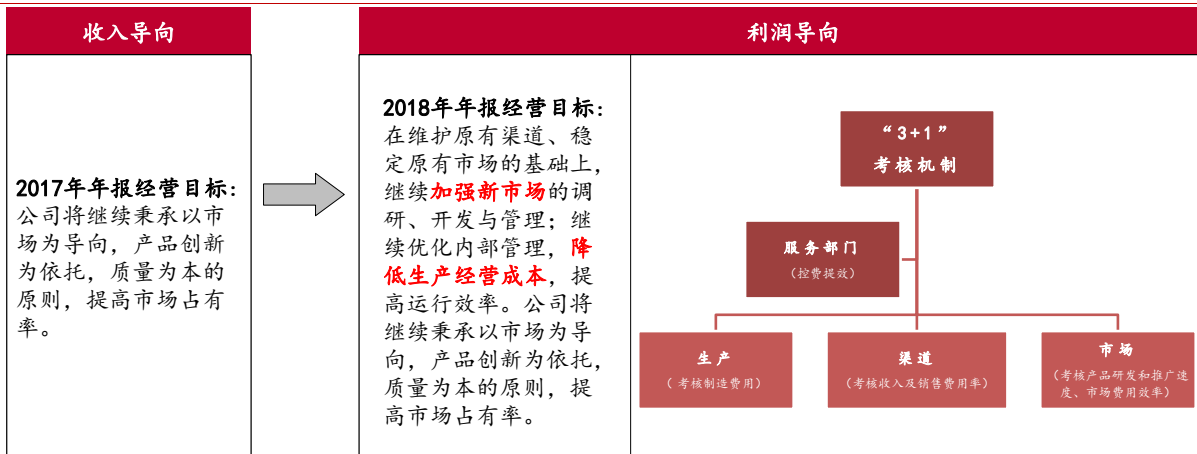 收入导向
2017年年报经营目标：
公司将继续秉承以市
场为导向，产品创新
为依托，质量为本的
原则，提高市场占有
率。
利润导向
2018年年报经营目标：
在维护原有渠道、稳
定原有市场的基础上，
继续加强新市场的调
研、开发与管理；继
续优化内部管理，降
低生产经营成本，提
高运行效率。公司将
继续秉承以市场为导
向，产品创新为依托，
质量为本的原则，提
高市场占有率。
“3+1”
考核机制
服务部门
（控费提效）
生产
（考核制造费用）
渠道
（考核收入及销售费用率）
市场
（考核产品研发和推广速
度、市场费用效率）